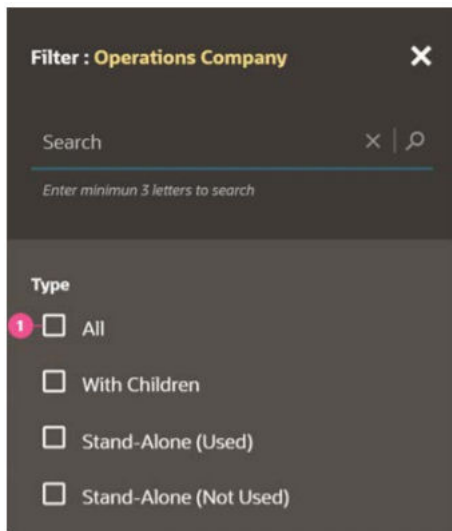 Filter : Operations Company
Search
Enter minimun 3 letters to search
Type
1 All
With Children
Stand-Alone (Used)
Stand-Alone (Not Used)